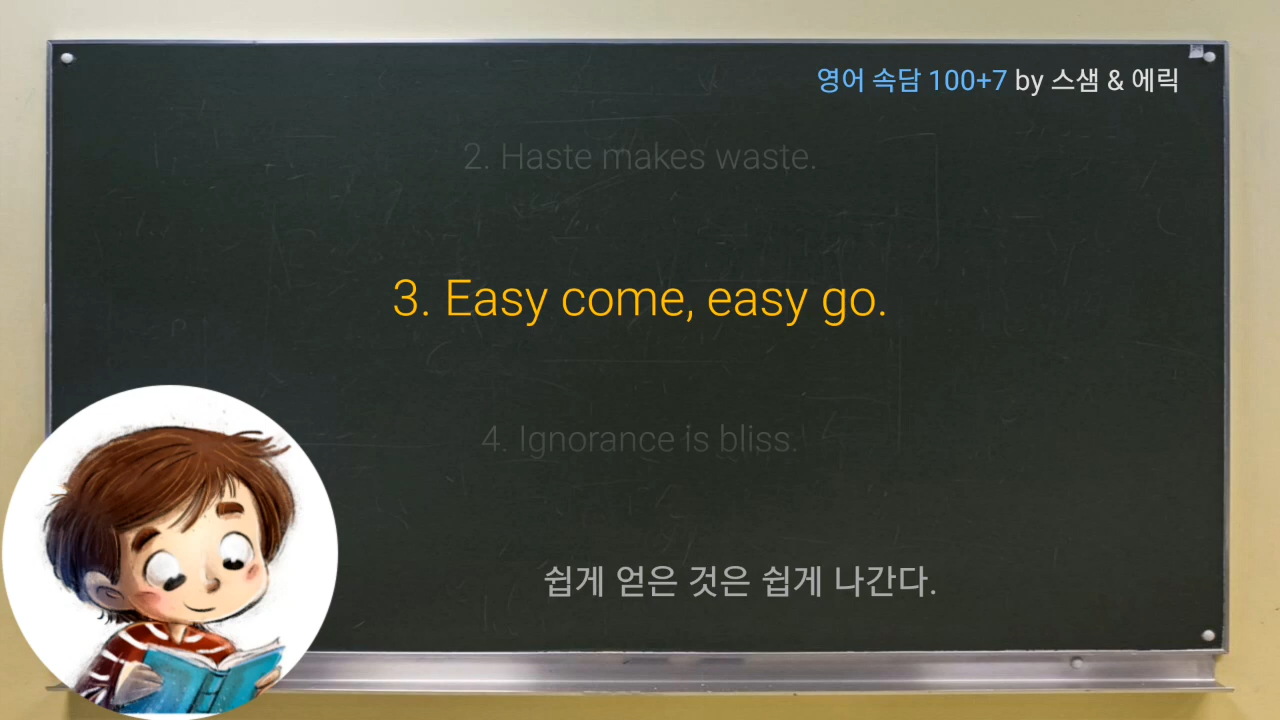 영어 속담 100+7 by 스샘 & 에릭
2. Haste makes waste.
3. Easy come, easy go.
4. Ignorance is bliss.
쉽게 얻은 것은 쉽게 나간다.